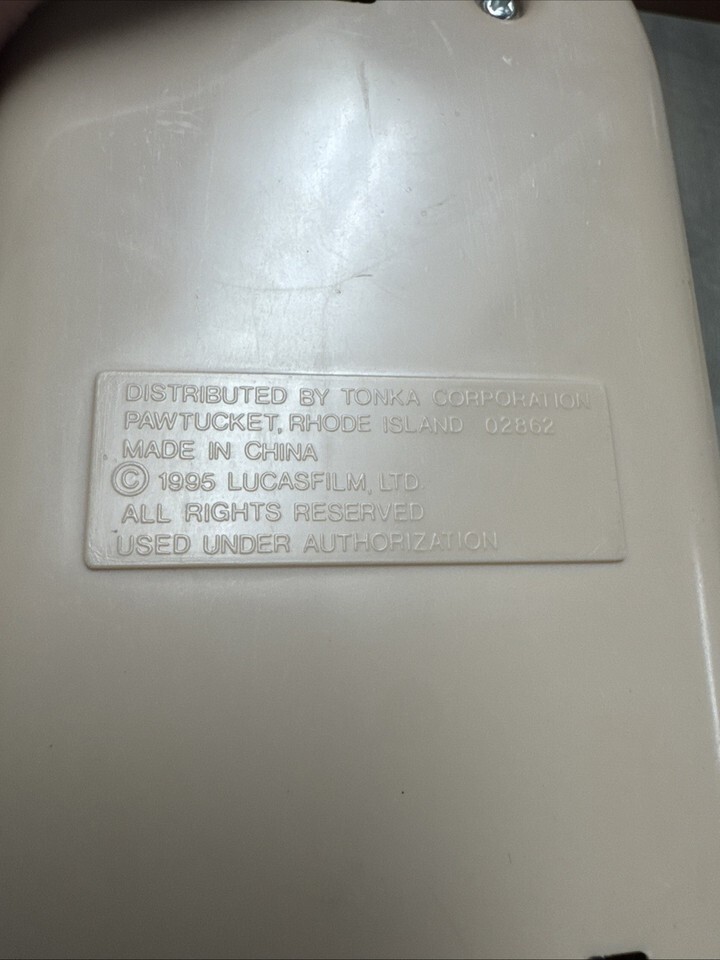 DISTRIBUTED BY TONKA CORPORATION
PAWTUCKET, RHODE ISLAND 02862
MADE IN CHINA
© 1995 LUCASFILM, LTD.
ALL RIGHTS RESERVED
USED UNDER AUTHORIZATION